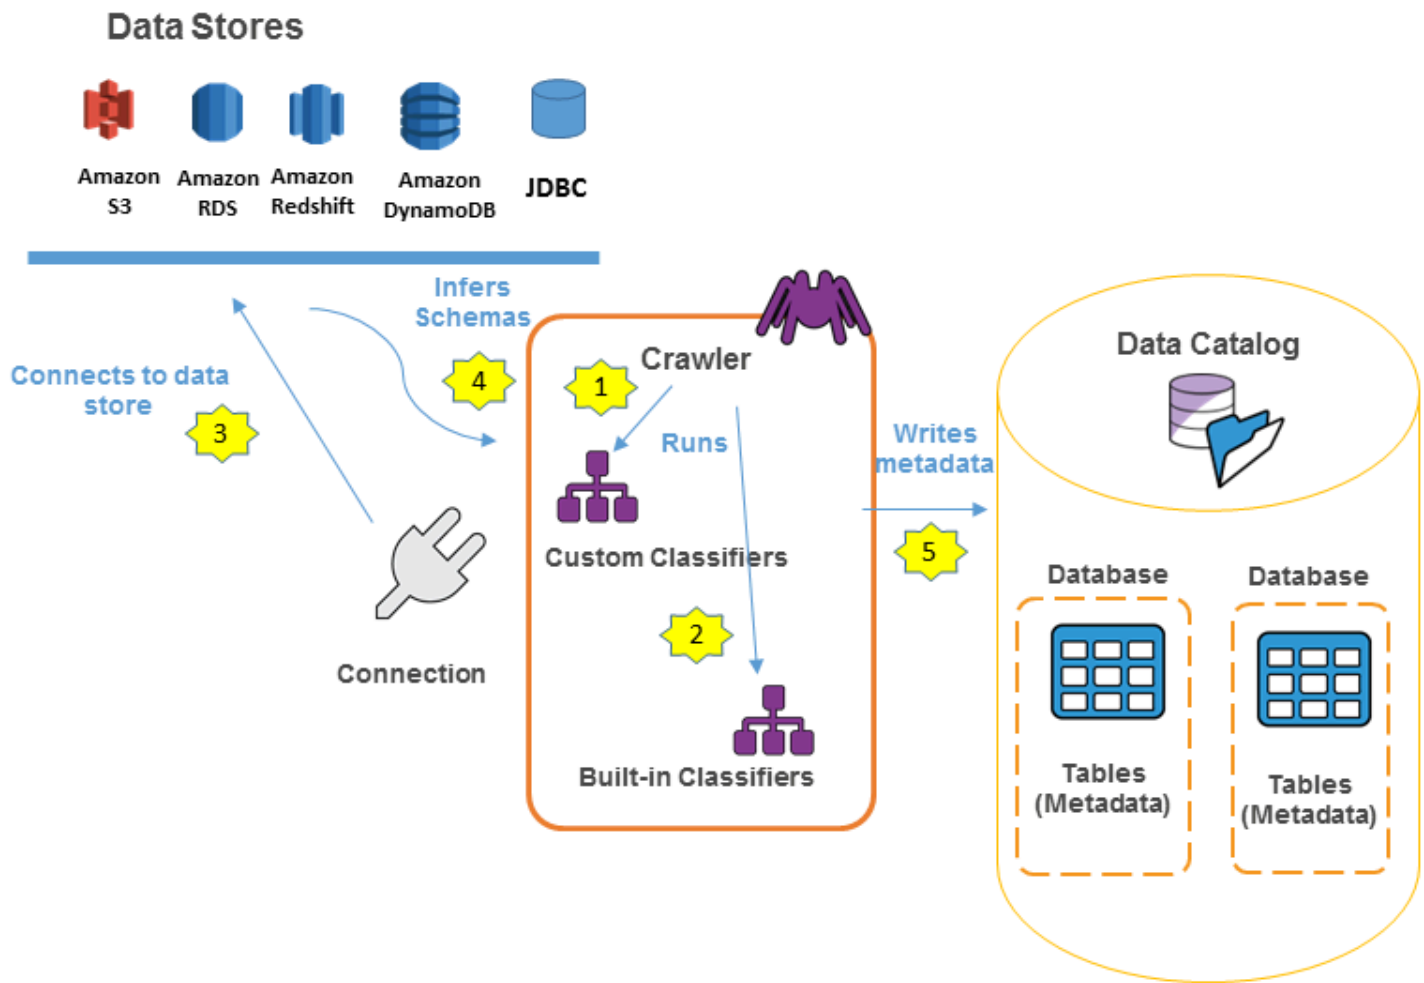 Data Stores
Amazon
S3
Amazon
RDS
Amazon
Redshift
Amazon
DynamoDB
JDBC
Infers
Schemas
4
Connects to data
store
3
Connection
Crawler
1
Runs
Custom Classifiers
2
Built-in Classifiers
Writes
metadata
5
Data Catalog
Database
Tables
(Metadata)
Database
Tables
(Metadata)